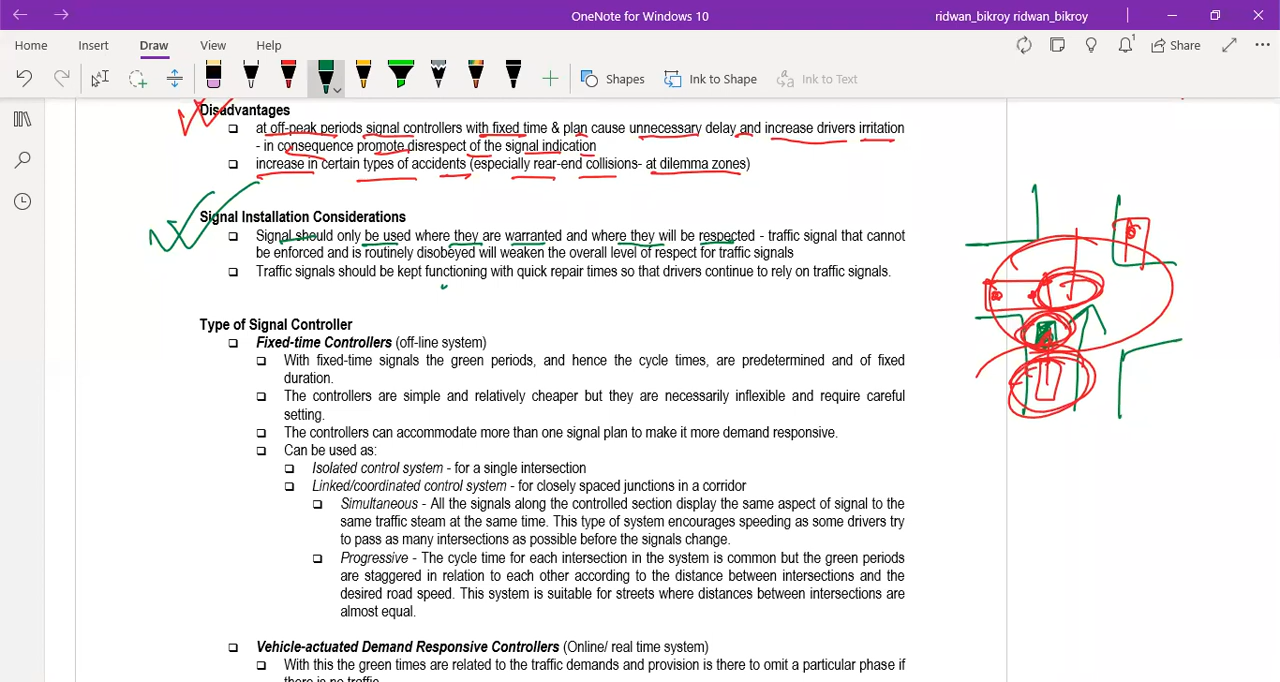 OneNote for Windows 10
ridwan_bikroy ridwan_bikroy
Home Insert Draw View Help
1
Share
Shapes
Ink to Shape
Ink to Text
Disadvantages
at off-peak periods signal controllers with fixed time & plan cause unnecessary delay and increase drivers irritation
- in consequence promote disrespect of the signal indication
increase in certain types of accidents (especially rear-end collisions- at dilemma zones)
Signal Installation Considerations
Signal should only be used where they are warranted and where they will be respected - traffic signal that cannot
be enforced and is routinely disobeyed will weaken the overall level of respect for traffic signals
Traffic signals should be kept functioning with quick repair times so that drivers continue to rely on traffic signals.
Type of Signal Controller
Fixed-time Controllers (off-line system)
With fixed-time signals the green periods, and hence the cycle times, are predetermined and of fixed
duration.
The controllers are simple and relatively cheaper but they are necessarily inflexible and require careful
setting.
The controllers can accommodate more than one signal plan to make it more demand responsive.
Can be used as:
Isolated control system - for a single intersection
Linked/coordinated control system - for closely spaced junctions in a corridor
Simultaneous - All the signals along the controlled section display the same aspect of signal to the
same traffic steam at the same time. This type of system encourages speeding as some drivers try
to pass as many intersections as possible before the signals change.
Progressive - The cycle time for each intersection in the system is common but the green periods
are staggered in relation to each other according to the distance between intersections and the
desired road speed. This system is suitable for streets where distances between intersections are
almost equal.
Vehicle-actuated Demand Responsive Controllers (Online/ real time system)
With this the green times are related to the traffic demands and provision is there to omit a particular phase if
there is no traffic